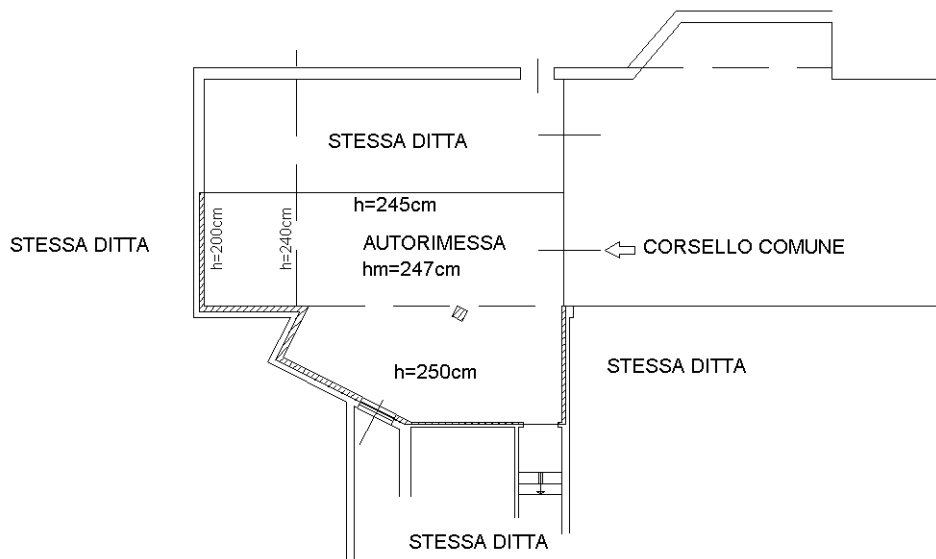 STESSA DITTA
h=245cm
STESSA DITTA
h=200cm
h=240cm
AUTORIMESSA
hm=247cm
CORSELLO COMUNE
h=250cm
STESSA DITTA
STESSA DITTA